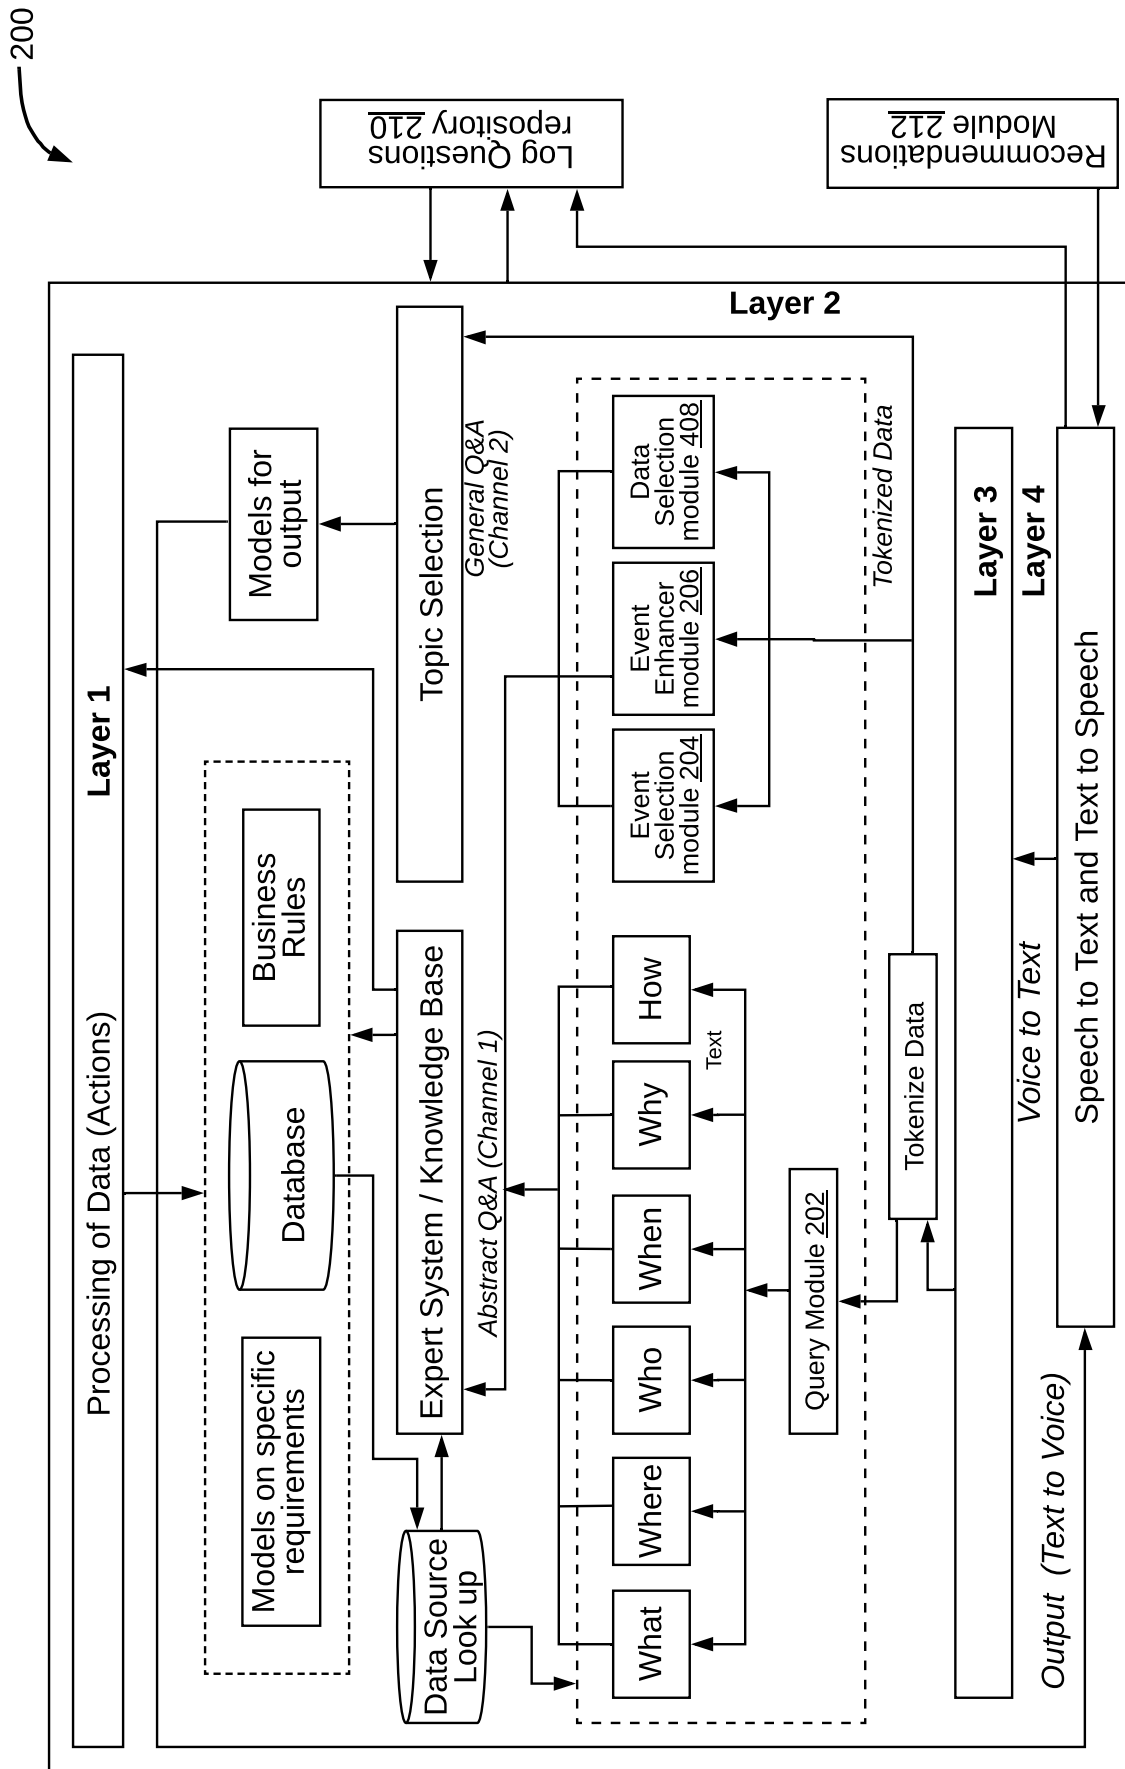 200
Log Questions
repository 210
Recommendations
Module 212
Layer 1
Processing of Data (Actions)
Models for
output
Business
Rules
Database
Models on specific
requirements
Layer 2
Topic Selection
General Q&A
(Channel 2)
Expert System / Knowledge Base
Abstract Q&A (Channel 1)
Data Source
Look up
Data
Selection
module 408
Event
Enhancer
module 206
Event
Selection
module 204
How
Why
When
Who
Where
What
Text
Query Module 202
Tokenized Data
Tokenize Data
Layer 3
Layer 4
Voice to Text
Speech to Text and Text to Speech
Output (Text to Voice)